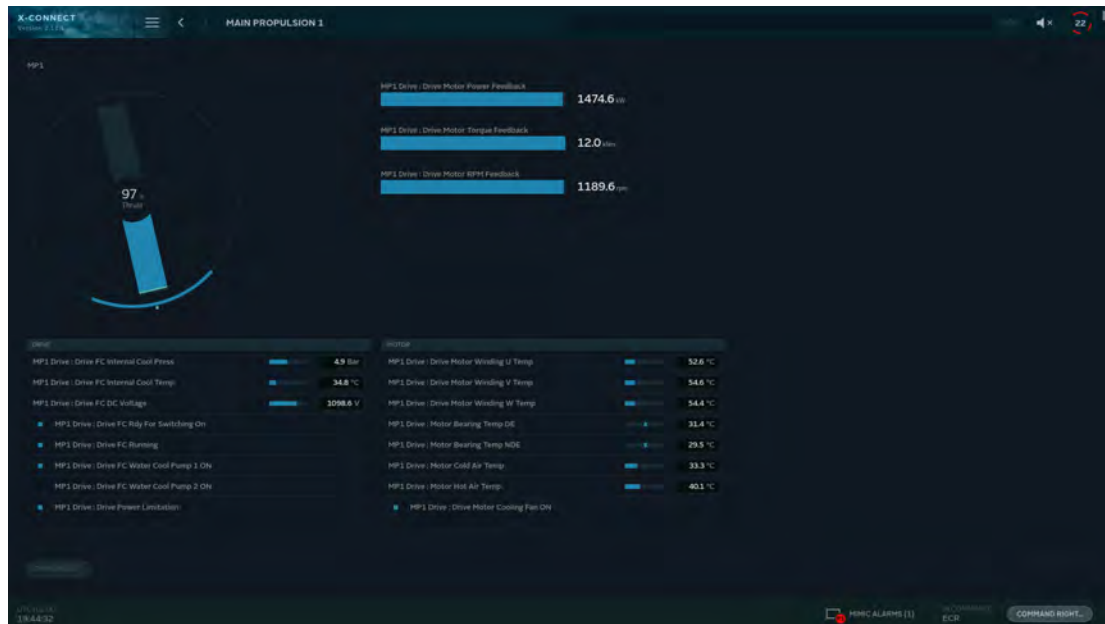 X-CONNECT
MAIN PROPULSION 1
22
MP1
97 %
Thrust
MP1 Drive : Drive Motor Power Feedback
1474.6 kW
MP1 Drive : Drive Motor Torque Feedback
12.0 kNm
MP1 Drive : Drive Motor RPM Feedback
1189.6 rpm
DRIVE
MP1 Drive : Drive FC Internal Cool Press 4.9 Bar
MP1 Drive : Drive FC Internal Cool Temp 34.8 °C
MP1 Drive : Drive FC DC Voltage 1098.6 V
MP1 Drive : Drive FC Rdy For Switching On
MP1 Drive : Drive FC Running
MP1 Drive : Drive FC Water Cool Pump 1 ON
MP1 Drive : Drive FC Water Cool Pump 2 ON
MP1 Drive : Drive Power Limitation
MOTOR
MP1 Drive : Drive Motor Winding U Temp 52.6 °C
MP1 Drive : Drive Motor Winding V Temp 54.6 °C
MP1 Drive : Drive Motor Winding W Temp 54.4 °C
MP1 Drive : Motor Bearing Temp DE 31.4 °C
MP1 Drive : Motor Bearing Temp NDE 29.5 °C
MP1 Drive : Motor Cold Air Temp 33.3 °C
MP1 Drive : Motor Hot Air Temp 40.1 °C
MP1 Drive : Drive Motor Cooling Fan ON
19:44:32
MIMIC ALARMS (1)
IN COMMAND
ECR
COMMAND RIGHT...